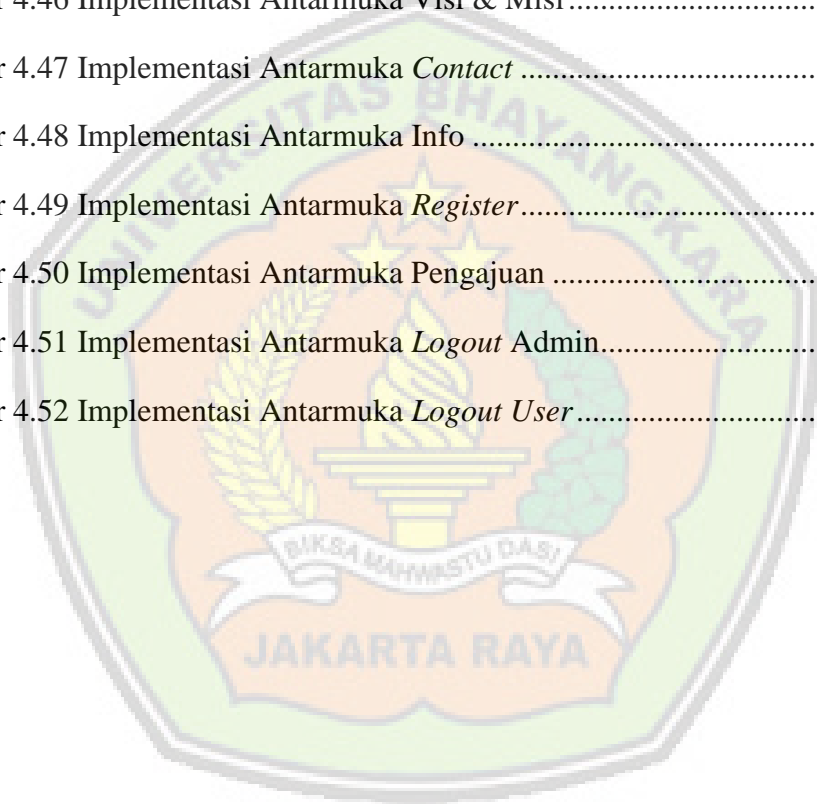 r 4.46 Implementasi Antarmuka Visi & Misi.............................
r 4.47 Implementasi Antarmuka Contact ...................................
r 4.48 Implementasi Antarmuka Info .........................................
r 4.49 Implementasi Antarmuka Register...................................
r 4.50 Implementasi Antarmuka Pengajuan ...............................
r 4.51 Implementasi Antarmuka Logout Admin.........................
r 4.52 Implementasi Antarmuka Logout User............................
UNIVERSITAS BHAYANGKARA
BIKSA MAHWASTU DASI
JAKARTA RAYA